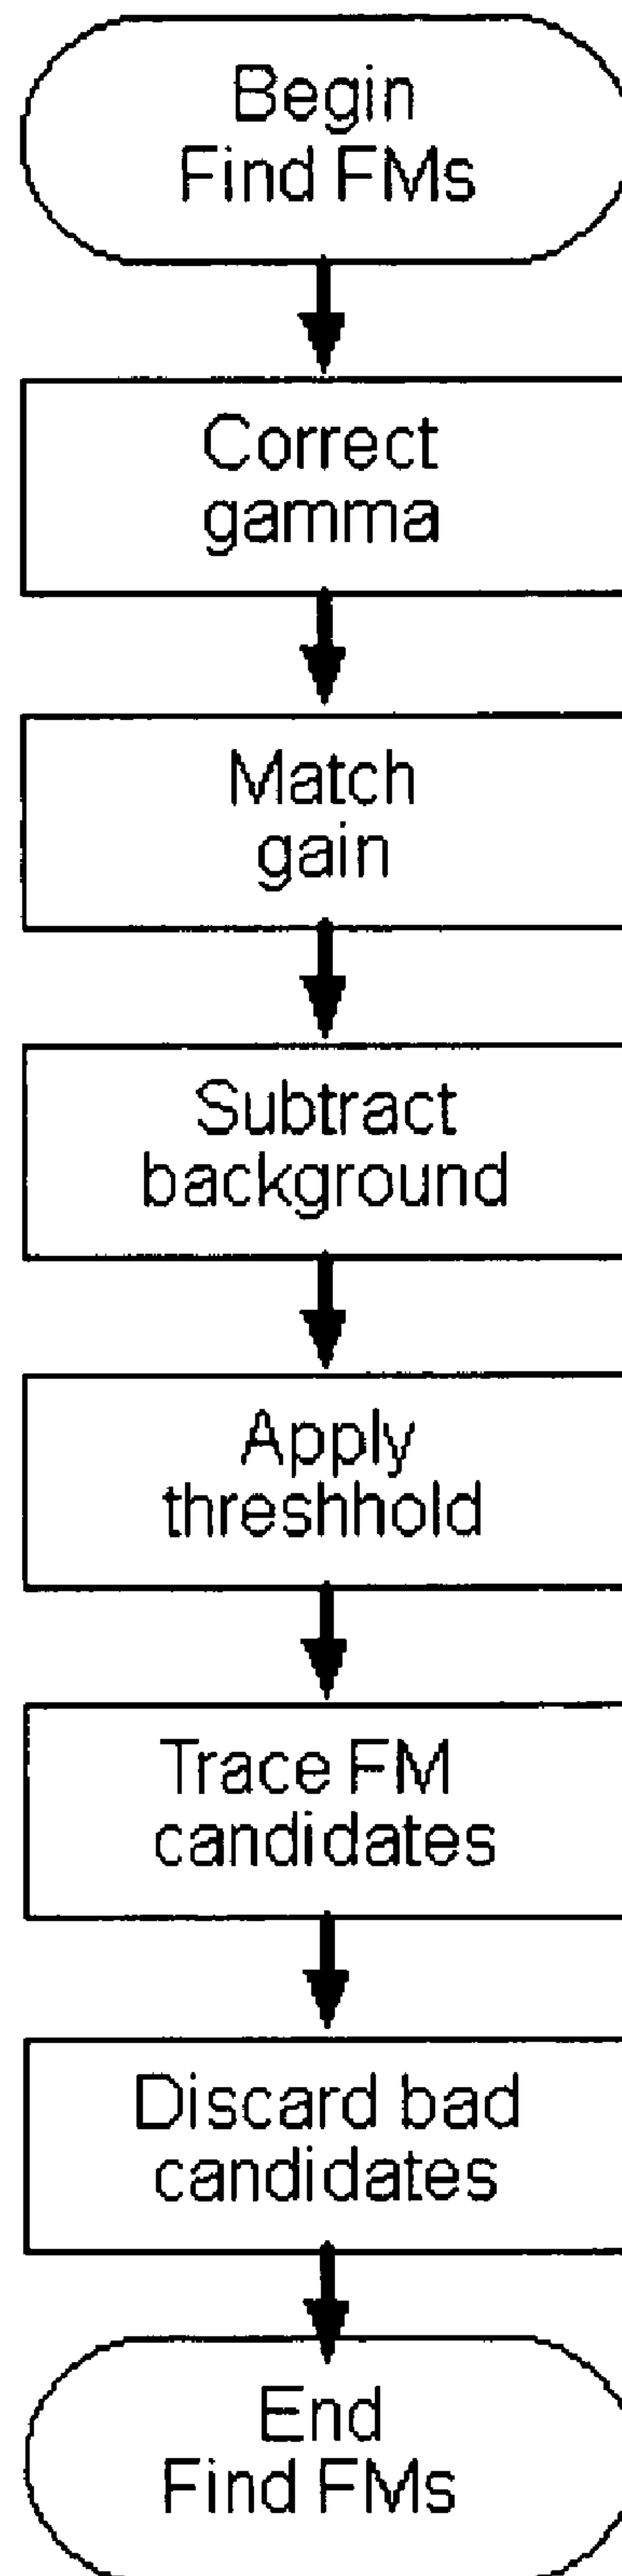 Begin
Find FMs
Correct
gamma
Match
gain
Subtract
background
Apply
threshhold
Trace FM
candidates
Discard bad
candidates
End
Find FMs